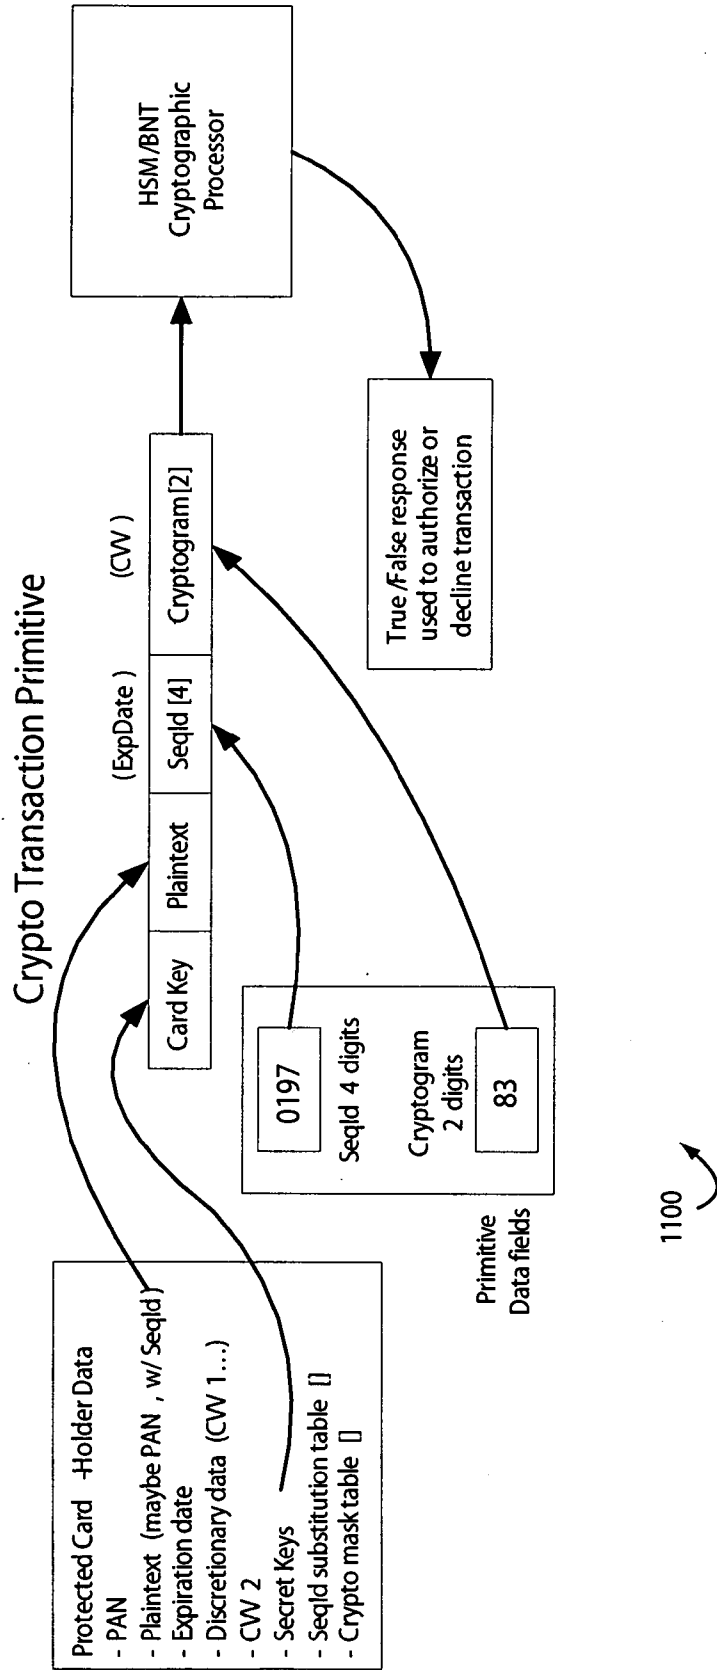 Crypto Transaction Primitive
Protected Card -Holder Data
- PAN
- Plaintext (maybe PAN , w/ SeqId)
- Expiration date
- Discretionary data (CVV 1...)
- CVV 2
- Secret Keys
- SeqId substitution table []
- Crypto mask table []
(ExpDate)
(CVV)
Card Key
Plaintext
SeqId [4]
Cryptogram [2]
HSM/BNT
Cryptographic
Processor
0197
SeqId 4 digits
Cryptogram
2 digits
83
Primitive
Data fields
True/False response
used to authorize or
decline transaction
1100